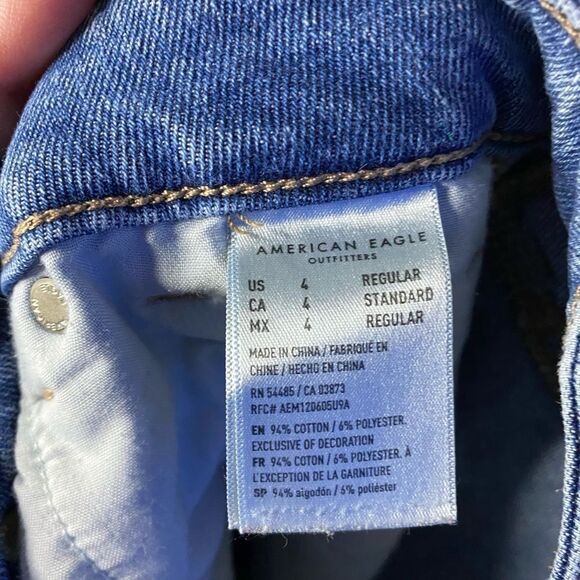 AMERICAN EAGLE
OUTFITTERS
US 4 REGULAR
CA 4 STANDARD
MX 4 REGULAR
MADE IN CHINA / FABRIQUÉ EN
CHINE / HECHO EN CHINA
RN 54485 / CA 03873
RFC# AEM120605U9A
EN 94% COTTON / 6% POLYESTER.
EXCLUSIVE OF DECORATION
FR 94% COTON / 6% POLYESTER. À
L'EXCEPTION DE LA GARNITURE
SP 94% algodón / 6% poliéster